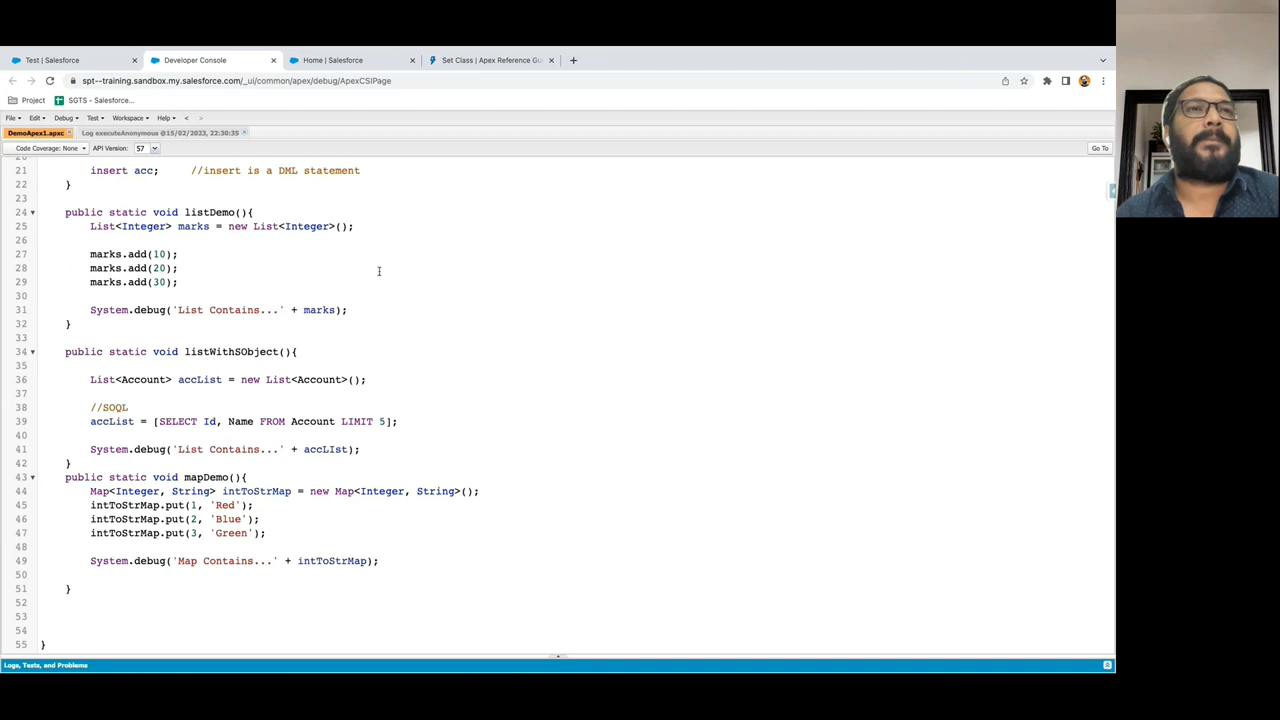 Test | Salesforce
Developer Console
Home | Salesforce
Set Class | Apex Reference Gu
spt--training.sandbox.my.salesforce.com/_ui/common/apex/debug/ApexCSIPage
Project
SGTS - Salesforce...
File Edit Debug Test Workspace Help < >
DemoApex1.apxc
Log executeAnonymous @15/02/2023, 22:30:35
Code Coverage: None API Version: 57 Go To
21 insert acc; //insert is a DML statement
22 }
23
24 public static void listDemo(){
25 List<Integer> marks = new List<Integer>();
26
27 marks.add(10);
28 marks.add(20);
29 marks.add(30);
30
31 System.debug('List Contains...' + marks);
32 }
33
34 public static void listWithSObject(){
35
36 List<Account> accList = new List<Account>();
37
38 //SOQL
39 accList = [SELECT Id, Name FROM Account LIMIT 5];
40
41 System.debug('List Contains...' + accLIst);
42 }
43 public static void mapDemo(){
44 Map<Integer, String> intToStrMap = new Map<Integer, String>();
45 intToStrMap.put(1, 'Red');
46 intToStrMap.put(2, 'Blue');
47 intToStrMap.put(3, 'Green');
48
49 System.debug('Map Contains...' + intToStrMap);
50
51 }
52
53
54
55 }
Logs, Tests, and Problems